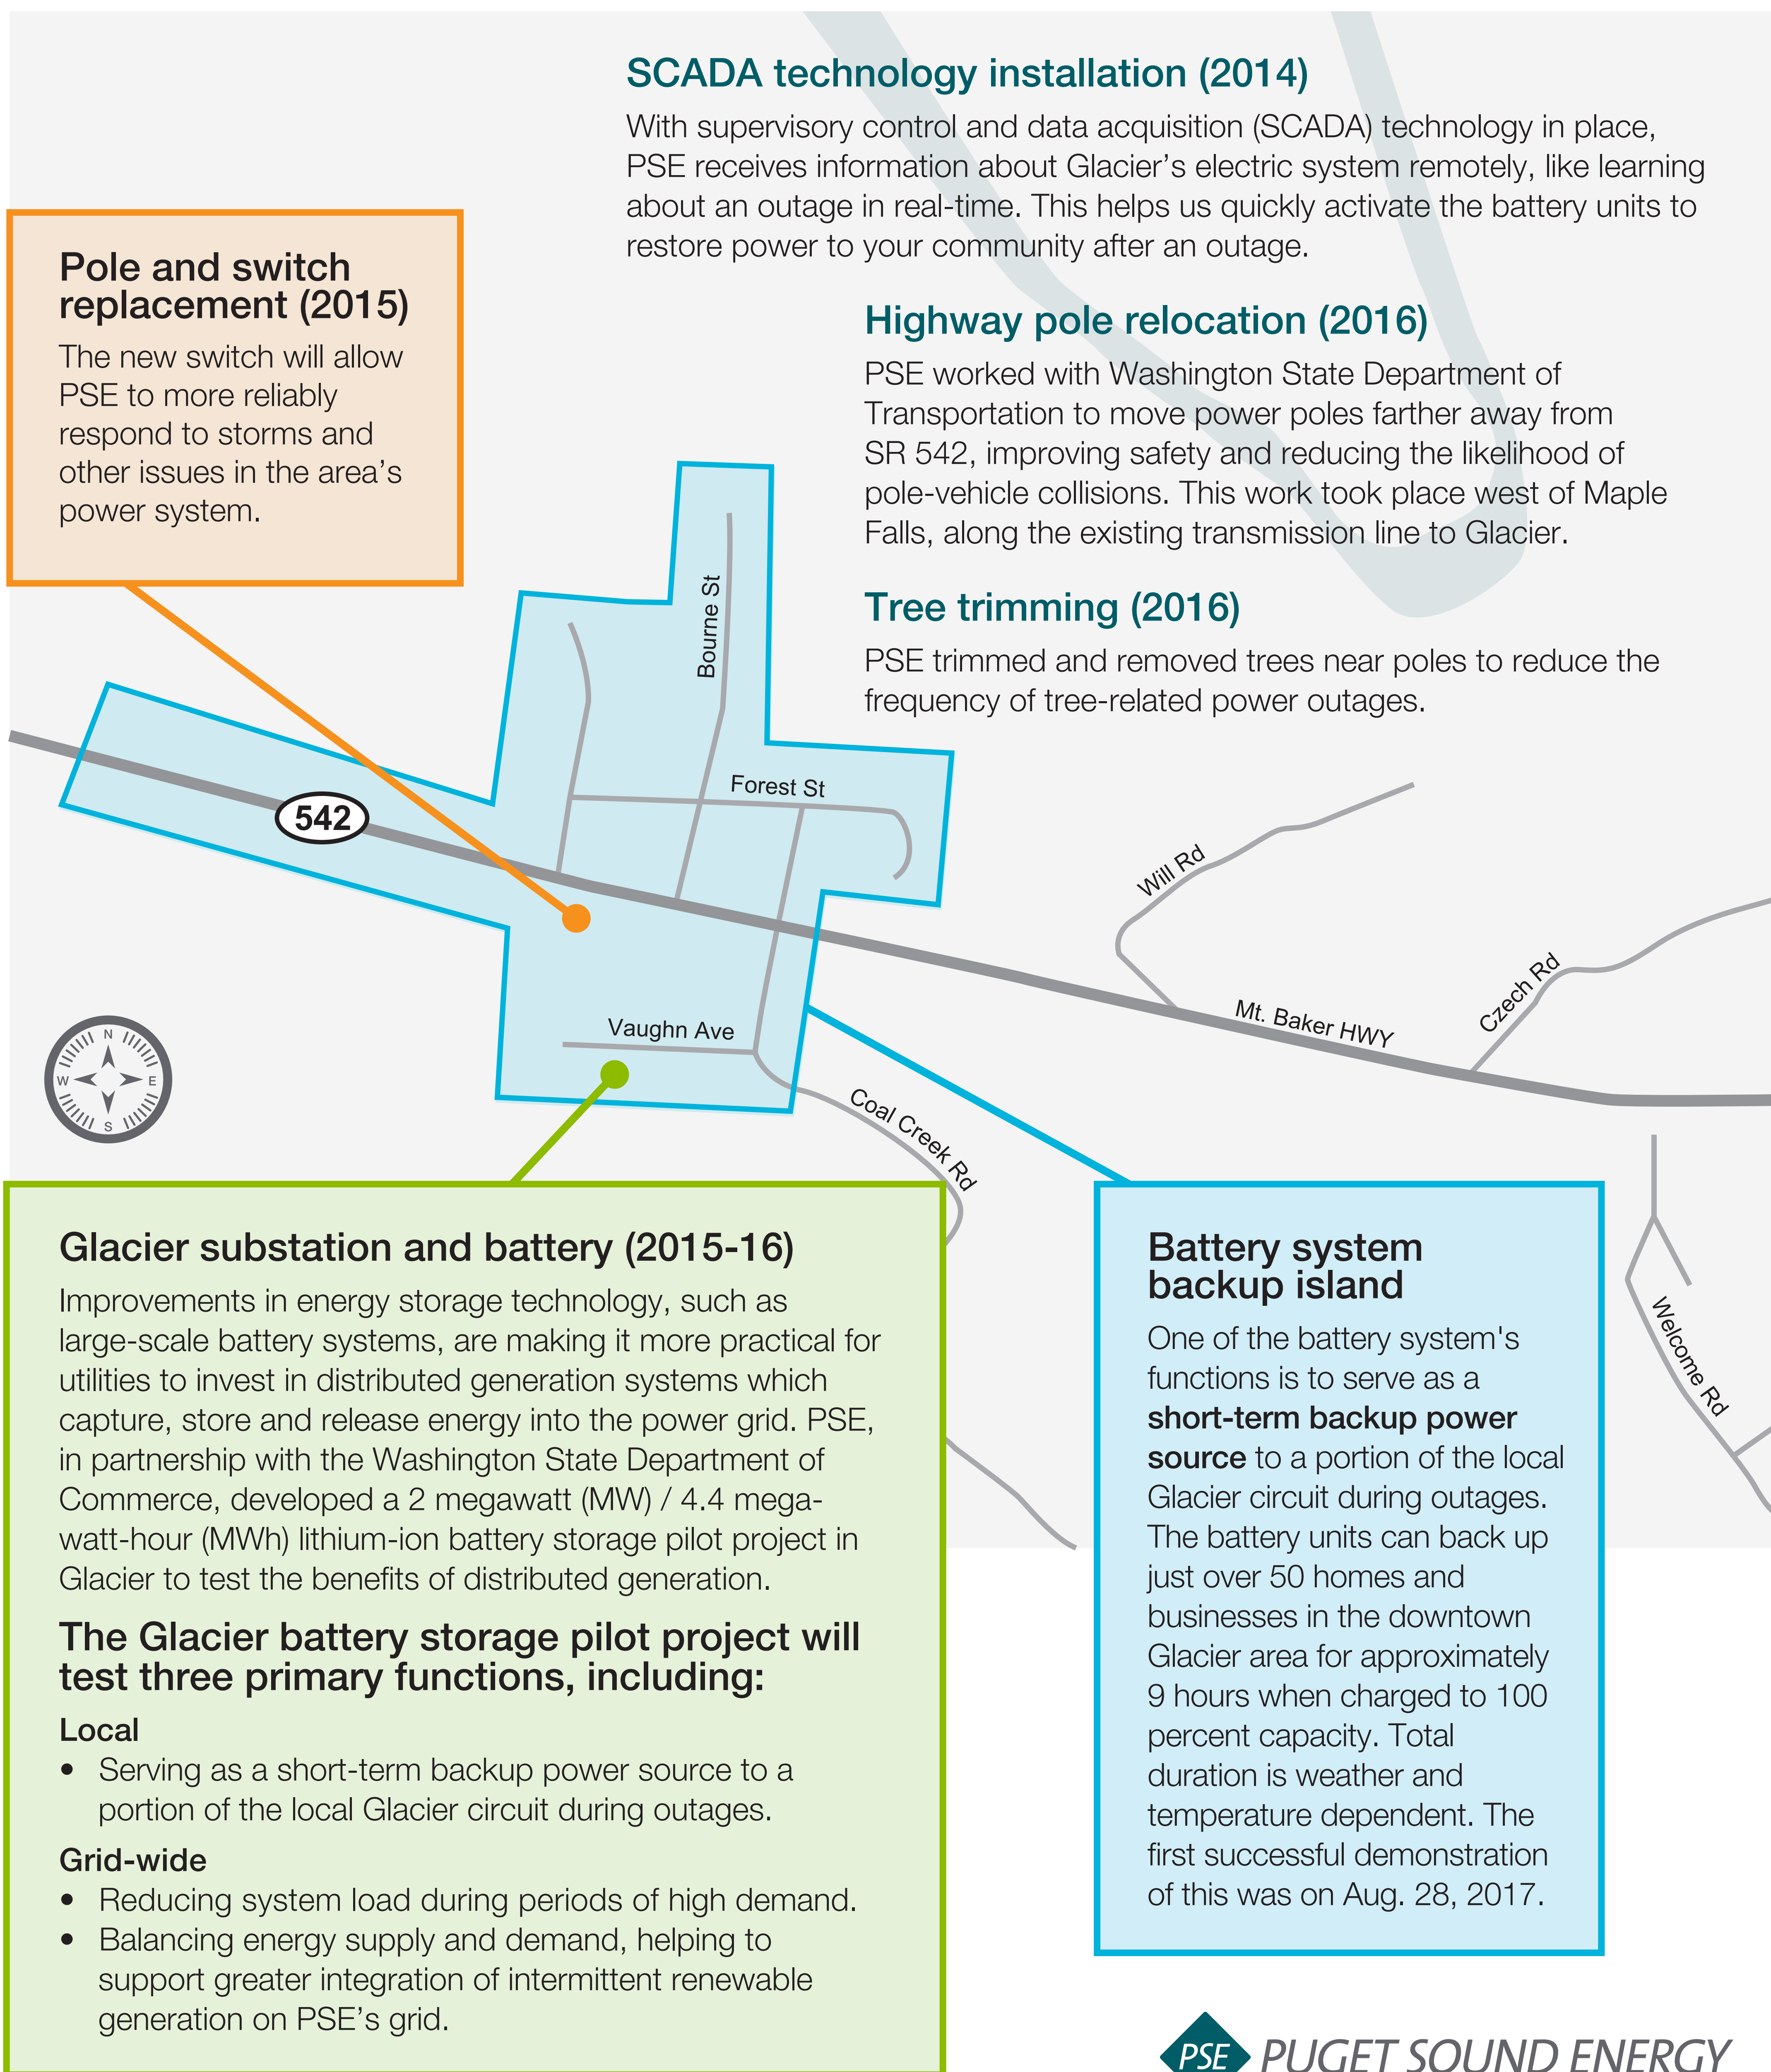 SCADA technology installation (2014)
With supervisory control and data acquisition (SCADA) technology in place,
PSE receives information about Glacier’s electric system remotely, like learning
about an outage in real-time. This helps us quickly activate the battery units to
restore power to your community after an outage.
Pole and switch
replacement (2015)
The new switch will allow
PSE to more reliably
respond to storms and
other issues in the area’s
power system.
Highway pole relocation (2016)
PSE worked with Washington State Department of
Transportation to move power poles farther away from
SR 542, improving safety and reducing the likelihood of
pole-vehicle collisions. This work took place west of Maple
Falls, along the existing transmission line to Glacier.
Tree trimming (2016)
PSE trimmed and removed trees near poles to reduce the
frequency of tree-related power outages.
Bourne St
Forest St
542
Will Rd
Czech Rd
Mt. Baker HWY
Vaughn Ave
Coal Creek Rd
Welcome Rd
N
W
E
S
Glacier substation and battery (2015-16)
Improvements in energy storage technology, such as
large-scale battery systems, are making it more practical for
utilities to invest in distributed generation systems which
capture, store and release energy into the power grid. PSE,
in partnership with the Washington State Department of
Commerce, developed a 2 megawatt (MW) / 4.4 mega-
watt-hour (MWh) lithium-ion battery storage pilot project in
Glacier to test the benefits of distributed generation.
The Glacier battery storage pilot project will
test three primary functions, including:
Local
• Serving as a short-term backup power source to a
portion of the local Glacier circuit during outages.
Grid-wide
• Reducing system load during periods of high demand.
• Balancing energy supply and demand, helping to
support greater integration of intermittent renewable
generation on PSE’s grid.
Battery system
backup island
One of the battery system's
functions is to serve as a
short-term backup power
source to a portion of the local
Glacier circuit during outages.
The battery units can back up
just over 50 homes and
businesses in the downtown
Glacier area for approximately
9 hours when charged to 100
percent capacity. Total
duration is weather and
temperature dependent. The
first successful demonstration
of this was on Aug. 28, 2017.
PSE PUGET SOUND ENERGY